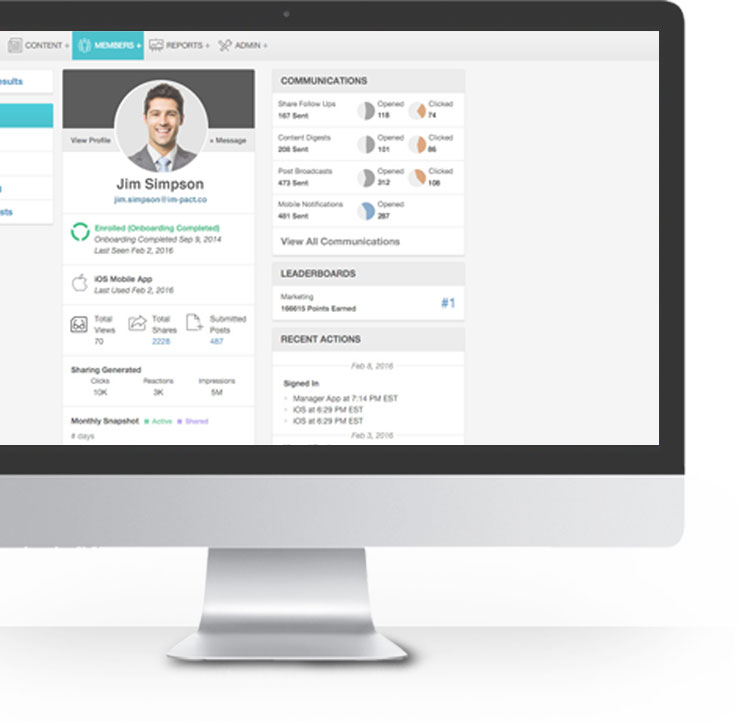 CONTENT +
MEMBERS +
REPORTS +
ADMIN +
esults
sts
View Profile
+ Message
Jim Simpson
jim.simpson@im-pact.co
Enrolled (Onboarding Completed)
Onboarding Completed Sep 9, 2014
Last Seen Feb 2, 2016
iOS Mobile App
Last Used Feb 2, 2016
Total Views
70
Total Shares
2228
Submitted Posts
487
Sharing Generated
Clicks Reactions Impressions
10K 3K 5M
Monthly Snapshot Active Shared
# days
COMMUNICATIONS
Share Follow Ups Opened Clicked
167 Sent 118 74
Content Digests Opened Clicked
208 Sent 101 86
Post Broadcasts Opened Clicked
473 Sent 312 108
Mobile Notifications Opened
481 Sent 287
View All Communications
LEADERBOARDS
Marketing
166615 Points Earned
#1
RECENT ACTIONS
Feb 8, 2016
Signed In
Manager App at 7:14 PM EST
iOS at 6:29 PM EST
iOS at 6:29 PM EST
Feb 3, 2016